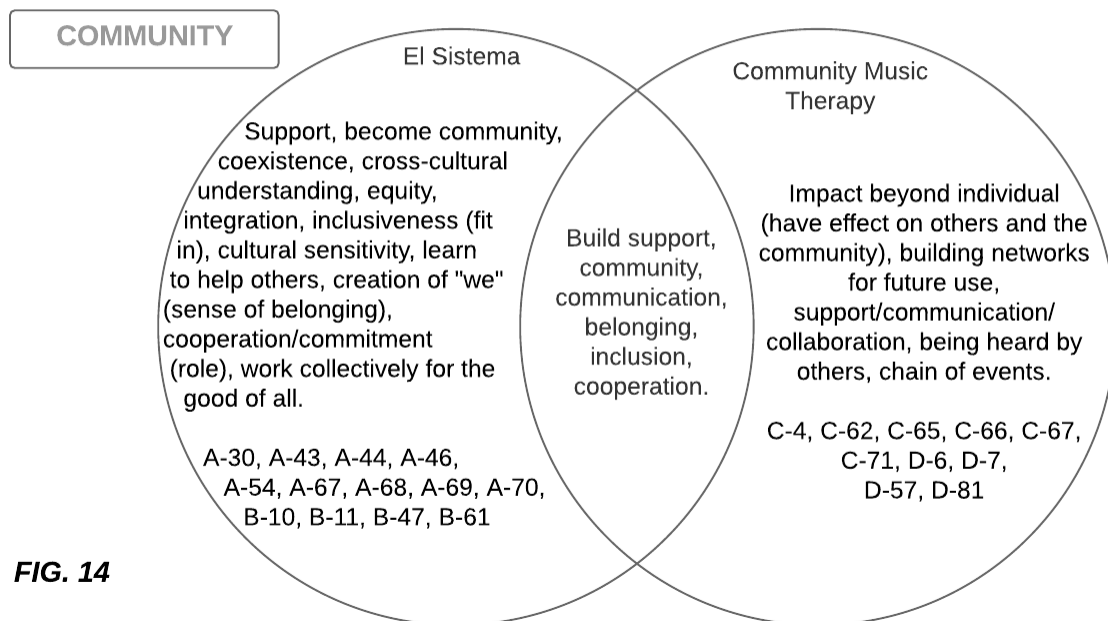 COMMUNITY
El Sistema
Support, become community,
coexistence, cross-cultural
understanding, equity,
integration, inclusiveness (fit
in), cultural sensitivity, learn
to help others, creation of "we"
(sense of belonging),
cooperation/commitment
(role), work collectively for the
good of all.
A-30, A-43, A-44, A-46,
A-54, A-67, A-68, A-69, A-70,
B-10, B-11, B-47, B-61
Build support,
community,
communication,
belonging,
inclusion,
cooperation.
Community Music
Therapy
Impact beyond individual
(have effect on others and the
community), building networks
for future use,
support/communication/
collaboration, being heard by
others, chain of events.
C-4, C-62, C-65, C-66, C-67,
C-71, D-6, D-7,
D-57, D-81
FIG. 14